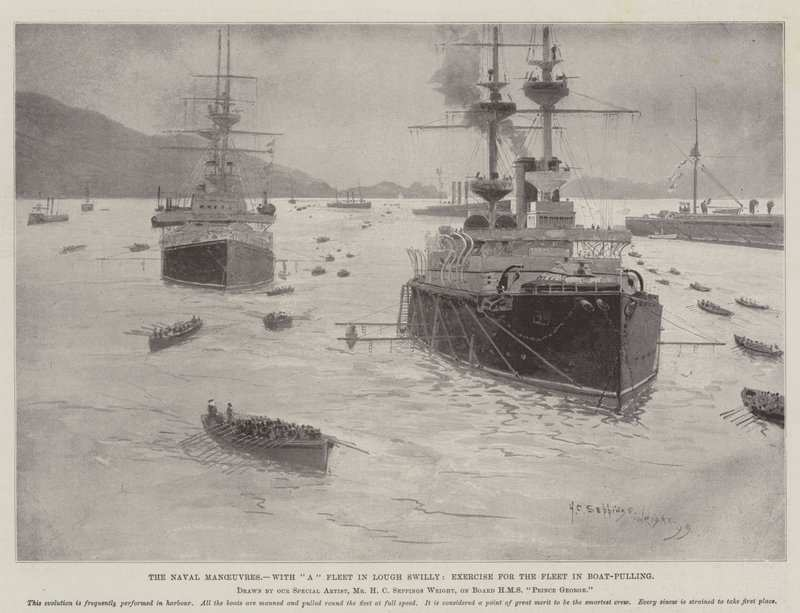 H.C Seppings. Wright 99
THE NAVAL MANŒUVRES.—WITH "A" FLEET IN LOUGH SWILLY: EXERCISE FOR THE FLEET IN BOAT-PULLING.
Drawn by our Special Artist, Mr. H. C. Seppings Wright, on Board H.M.S. "Prince George."
This evolution is frequently performed in harbour. All the boats are manned and pulled round the fleet at full speed. It is considered a point of great merit to be the smartest crew. Every sinew is strained to take first place.